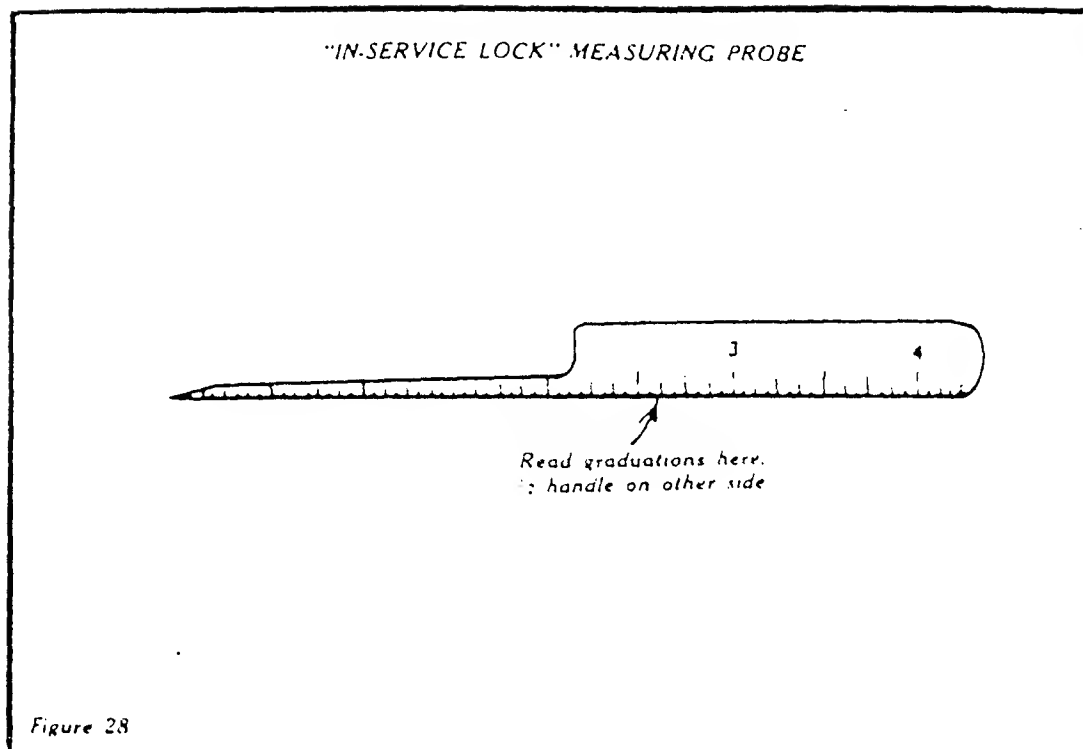 "IN-SERVICE LOCK" MEASURING PROBE
3 4
Read graduations here.
handle on other side
Figure 28